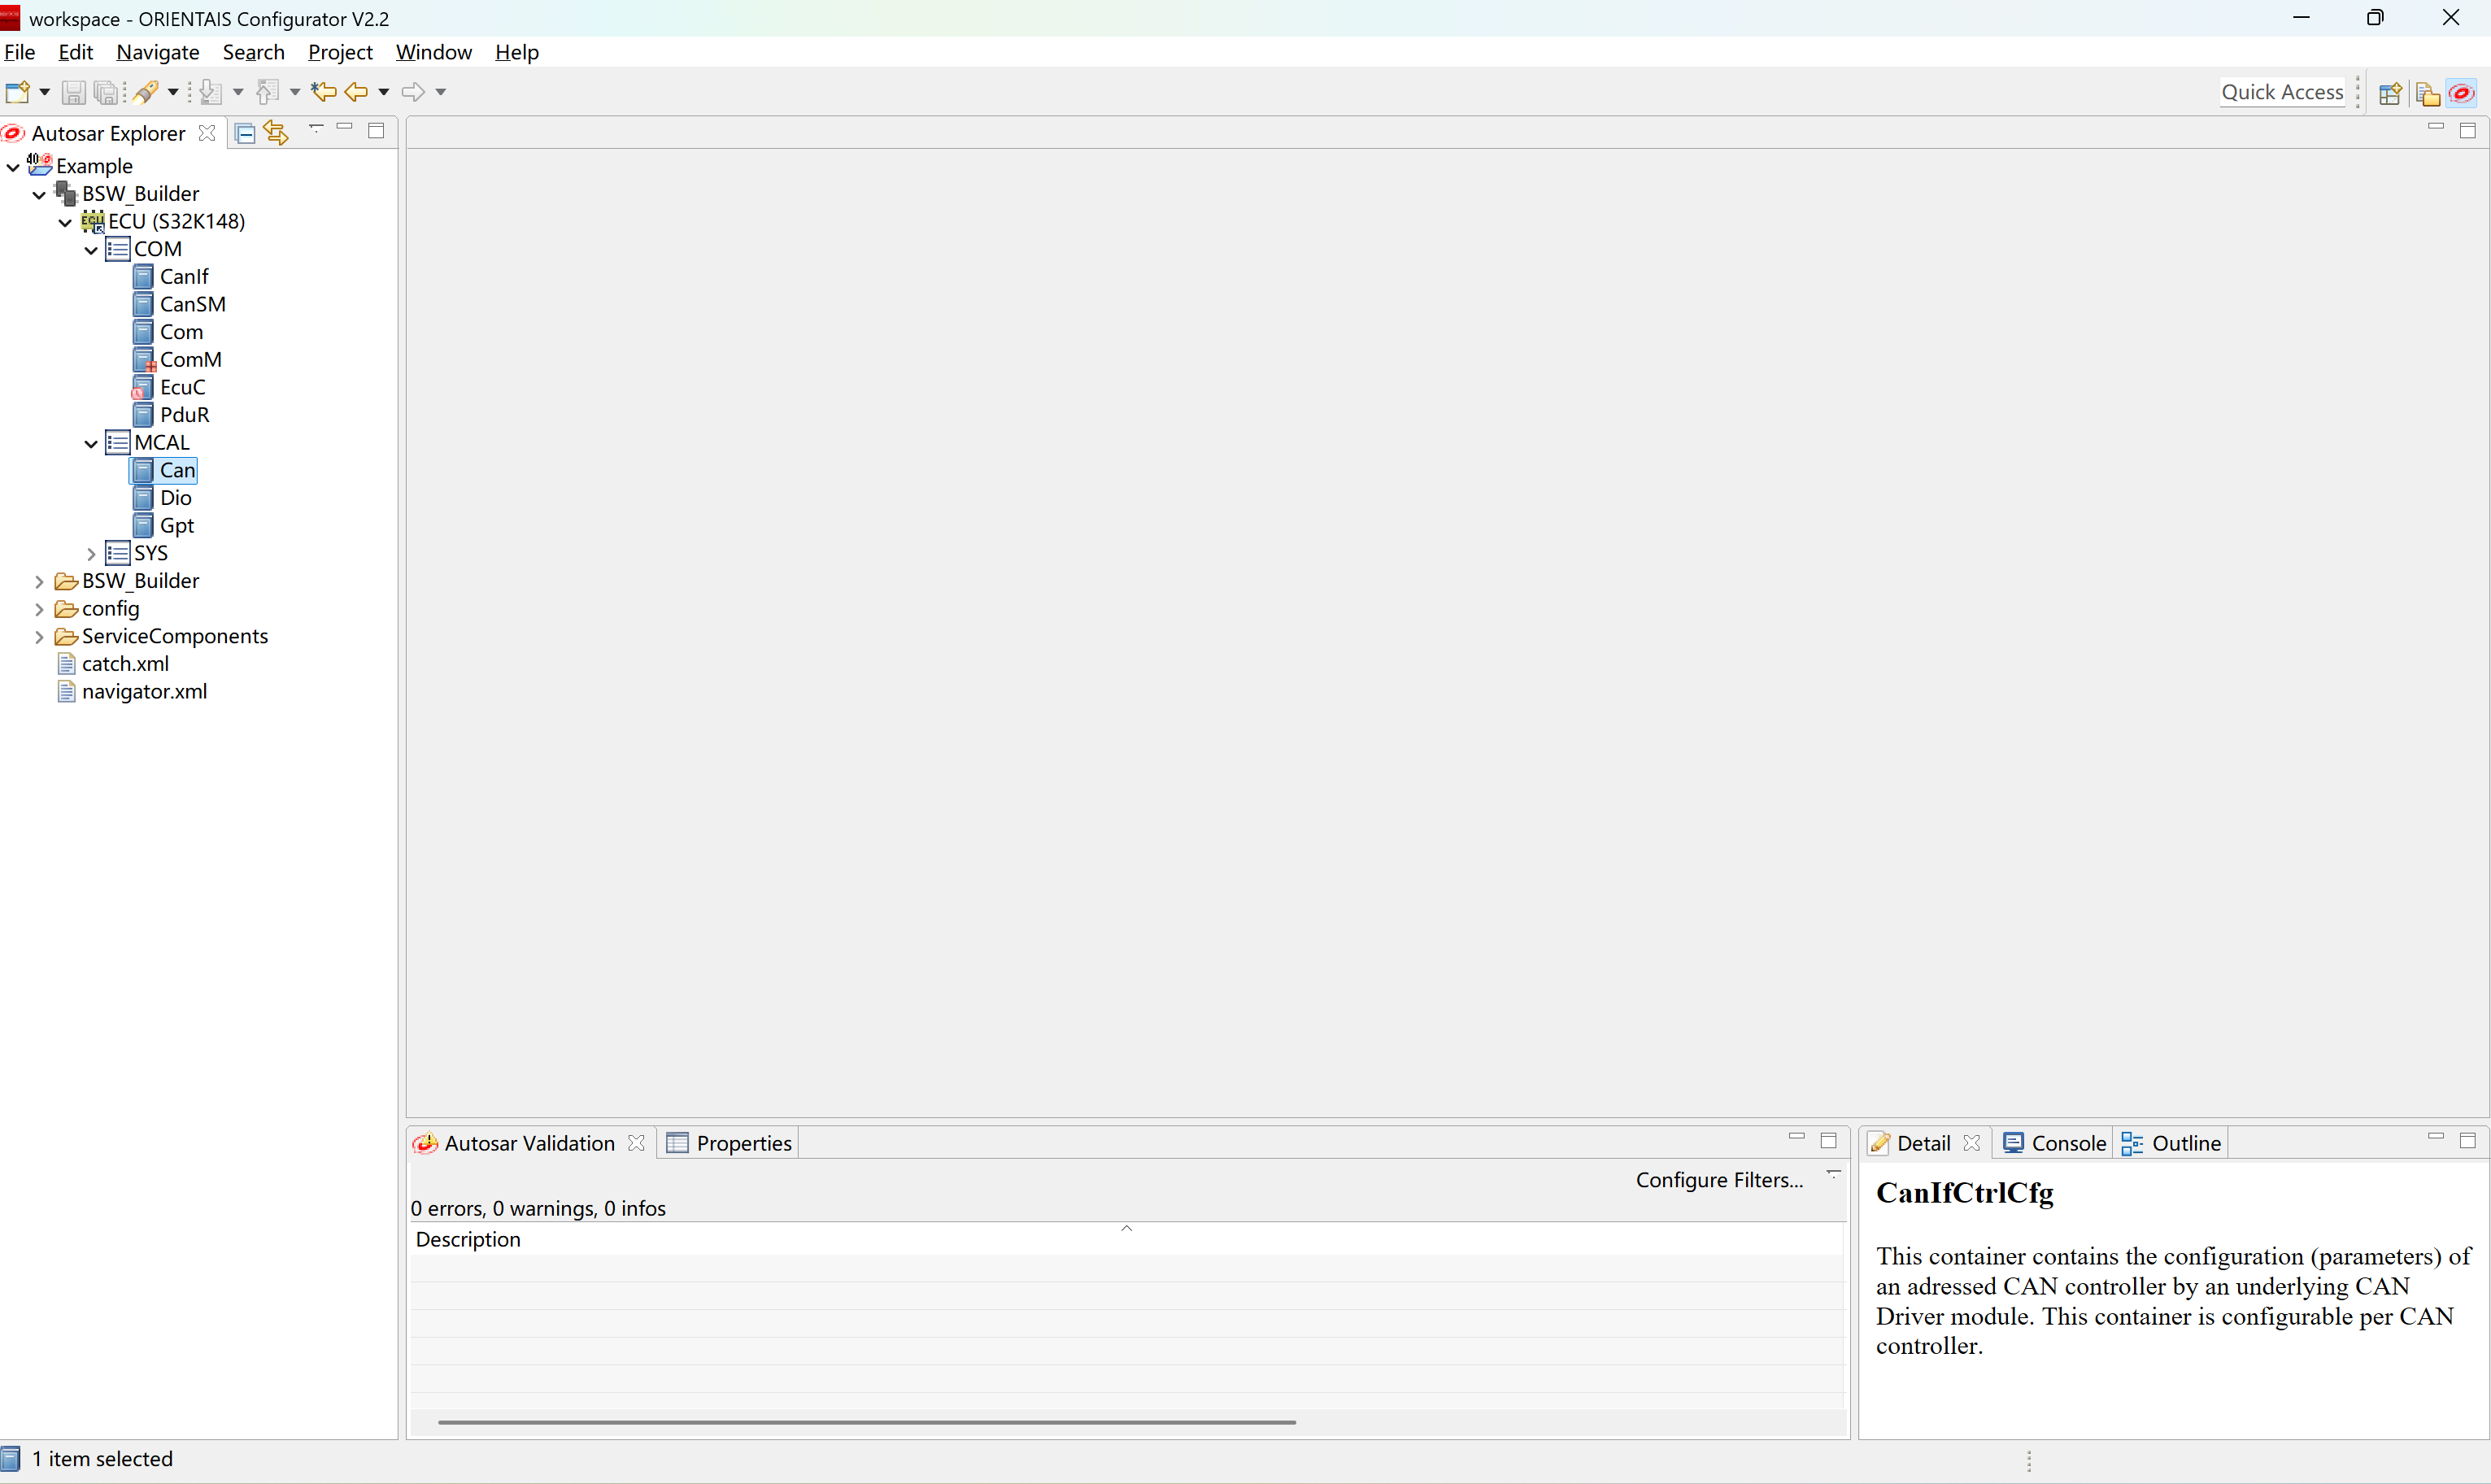 workspace - ORIENTAIS Configurator V2.2
File Edit Navigate Search Project Window Help
Quick Access
Autosar Explorer
Example
BSW_Builder
ECU (S32K148)
COM
CanIf
CanSM
Com
ComM
EcuC
PduR
MCAL
Can
Dio
Gpt
SYS
BSW_Builder
config
ServiceComponents
catch.xml
navigator.xml
Autosar Validation Properties
Configure Filters...
0 errors, 0 warnings, 0 infos
Description
Detail Console Outline
CanIfCtrlCfg
This container contains the configuration (parameters) of
an adressed CAN controller by an underlying CAN
Driver module. This container is configurable per CAN
controller.
1 item selected